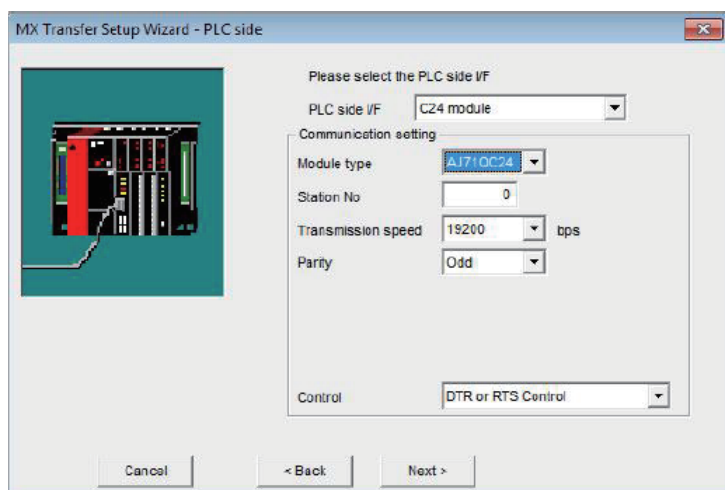 MX Transfer Setup Wizard - PLC side
Please select the PLC side I/F
PLC side I/F C24 module
Communication setting
Module type AJ71QC24
Station No 0
Transmission speed 19200 bps
Parity Odd
Control DTR or RTS Control
Cancel < Back Next >